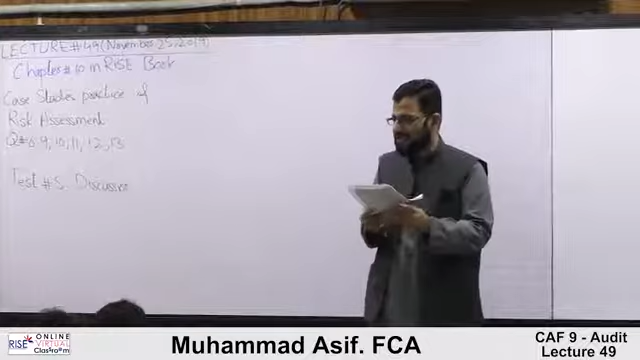 LECTURE#49(November 25, 2019)
Chapter#10 in RISE Book
Case Studies practice of
Risk Assessment
9, 10, 11, 12, 13
Test #5 Discussion
RISE
ONLINE
VIRTUAL
Classroom
Muhammad Asif. FCA
CAF 9 - Audit
Lecture 49